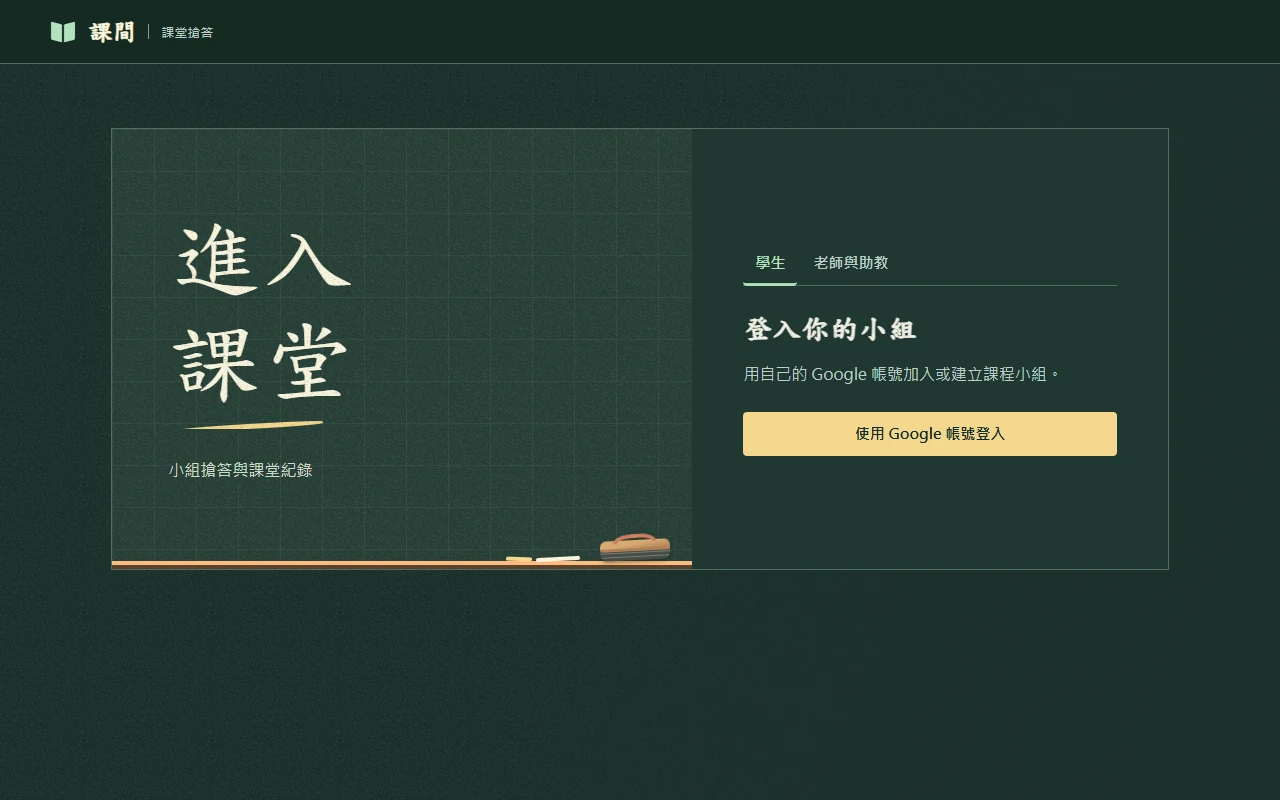 課間
課堂搶答
進入
課堂
小組搶答與課堂紀錄
學生
老師與助教
登入你的小組
用自己的 Google 帳號加入或建立課程小組。
使用 Google 帳號登入